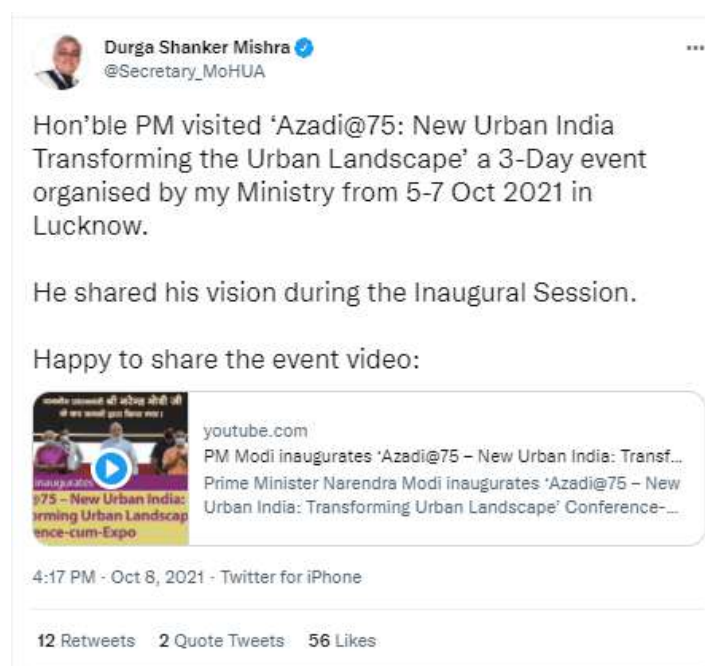 Durga Shanker Mishra
@Secretary_MoHUA
Hon'ble PM visited ‘Azadi@75: New Urban India
Transforming the Urban Landscape’ a 3-Day event
organised by my Ministry from 5-7 Oct 2021 in
Lucknow.
He shared his vision during the Inaugural Session.
Happy to share the event video:
श्री नरेन्द्र मोदी जी
inaugurates
@75 – New Urban India:
orming Urban Landscap
ence-cum-Expo
youtube.com
PM Modi inaugurates ‘Azadi@75 – New Urban India: Transf...
Prime Minister Narendra Modi inaugurates ‘Azadi@75 – New
Urban India: Transforming Urban Landscape’ Conference-...
4:17 PM · Oct 8, 2021 · Twitter for iPhone
12 Retweets 2 Quote Tweets 56 Likes